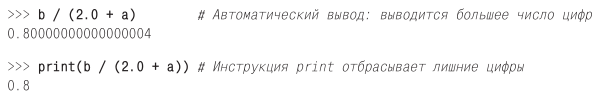 >>> b / (2.0 + a) # Автоматический вывод: выводится большее число цифр
0.80000000000000004
>>> print(b / (2.0 + a)) # Инструкция print отбрасывает лишние цифры
0.8